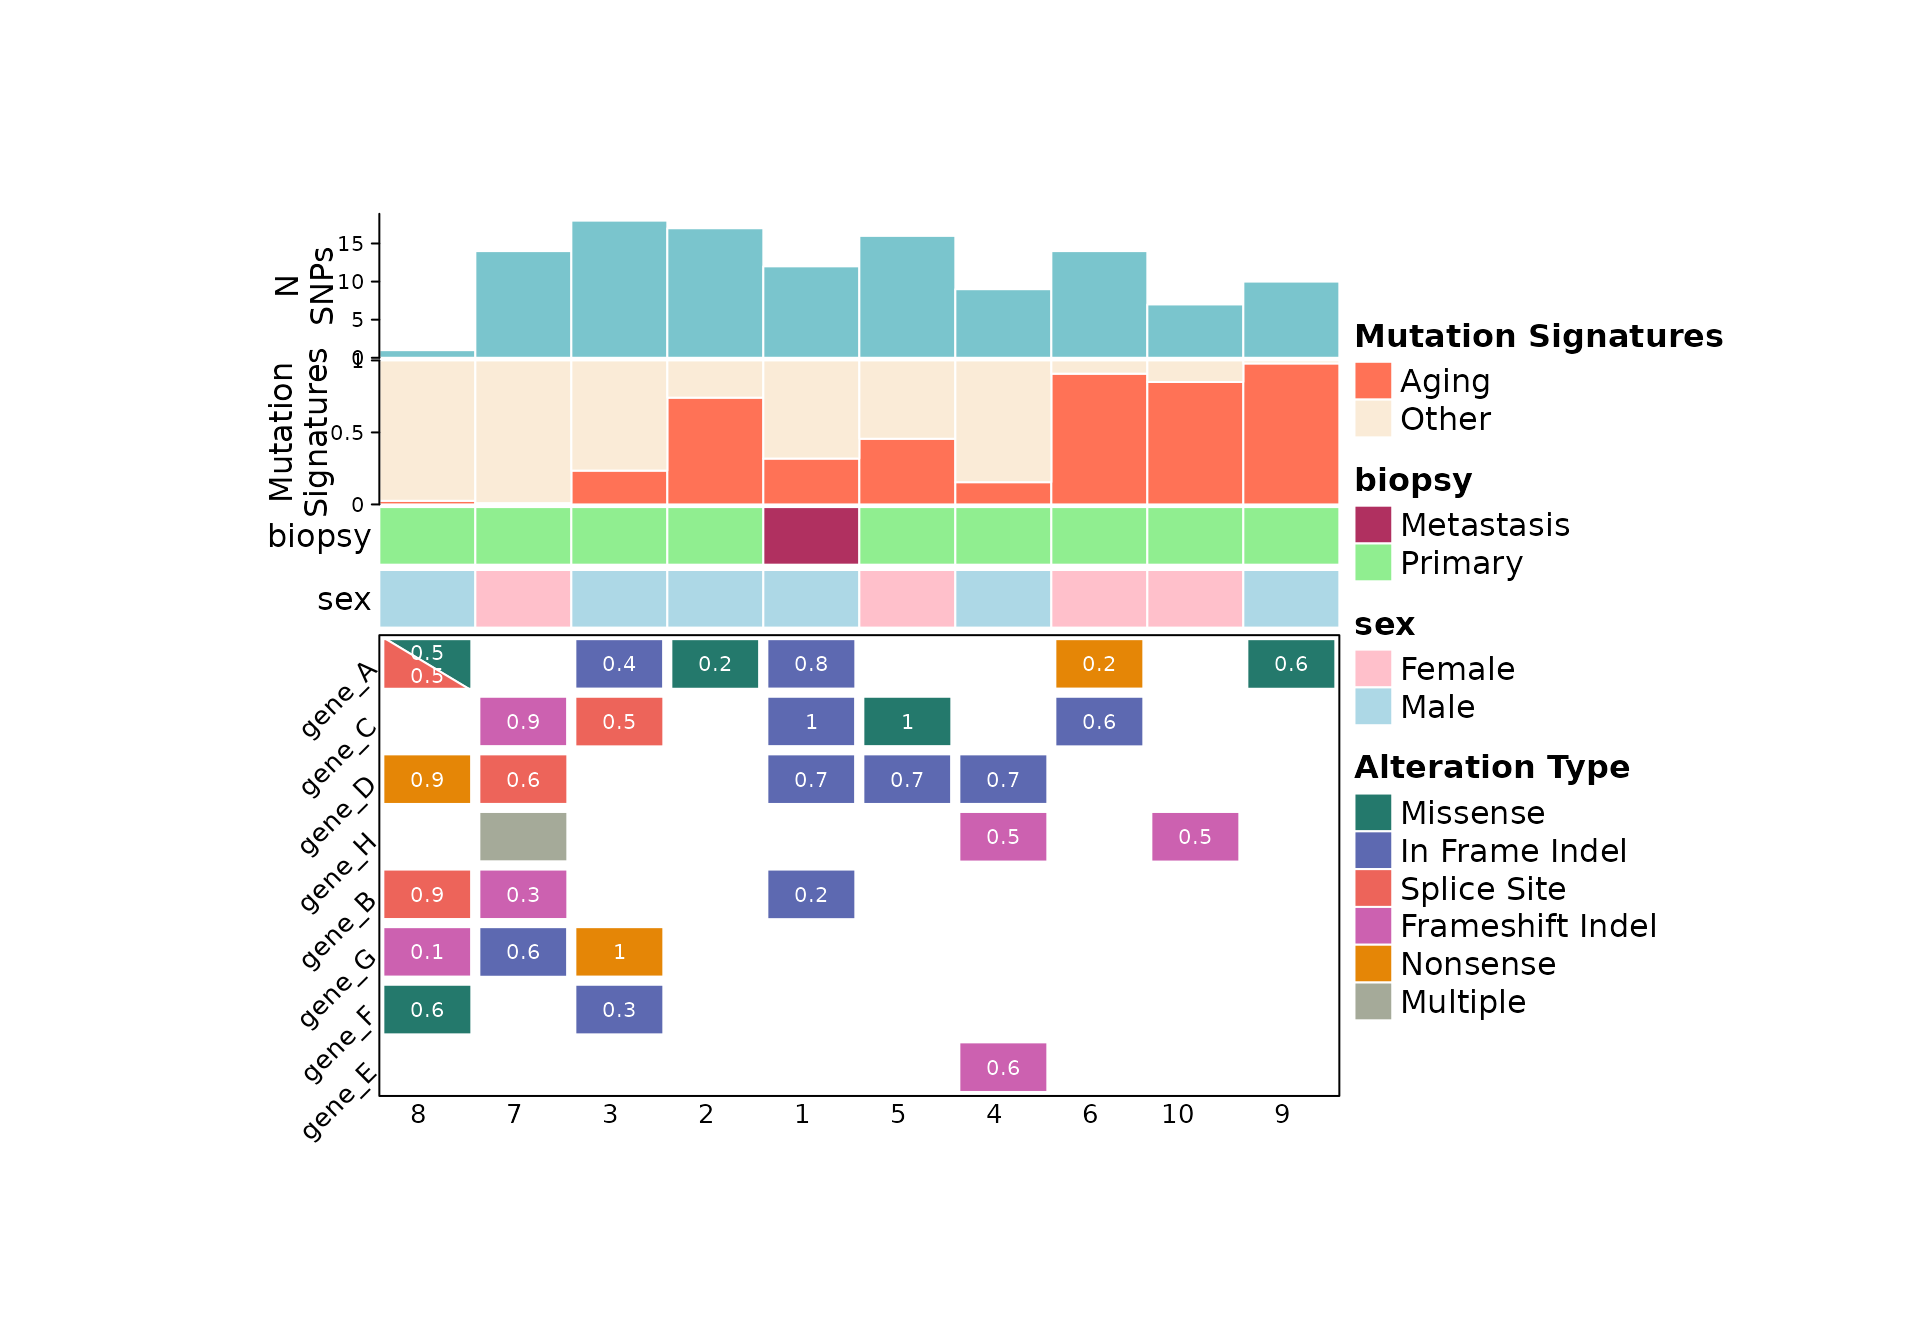 N
SNPs
15
10
5
0
Mutation
Signatures
1
0.5
0
biopsy
sex
gene_A 0.5 0.4 0.2 0.8 0.2 0.6
0.5
gene_C 0.9 0.5 1 1 0.6
gene_D 0.9 0.6 0.7 0.7 0.7
gene_H 0.5 0.5
gene_B 0.9 0.3 0.2
gene_G 0.1 0.6 1
gene_F 0.6 0.3
gene_E 0.6
8 7 3 2 1 5 4 6 10 9
Mutation Signatures
Aging
Other
biopsy
Metastasis
Primary
sex
Female
Male
Alteration Type
Missense
In Frame Indel
Splice Site
Frameshift Indel
Nonsense
Multiple